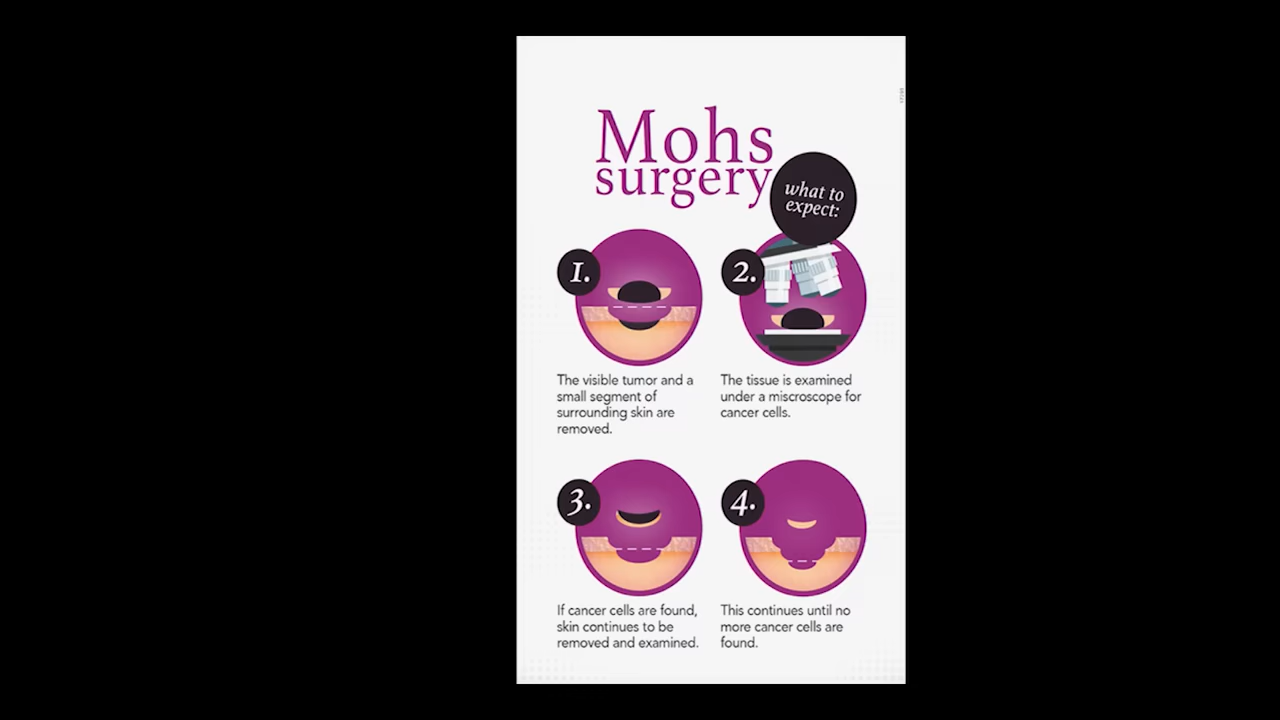 Mohs
surgery
what to
expect:
1.
The visible tumor and a
small segment of
surrounding skin are
removed.
2.
The tissue is examined
under a miscroscope for
cancer cells.
3.
If cancer cells are found,
skin continues to be
removed and examined.
4.
This continues until no
more cancer cells are
found.